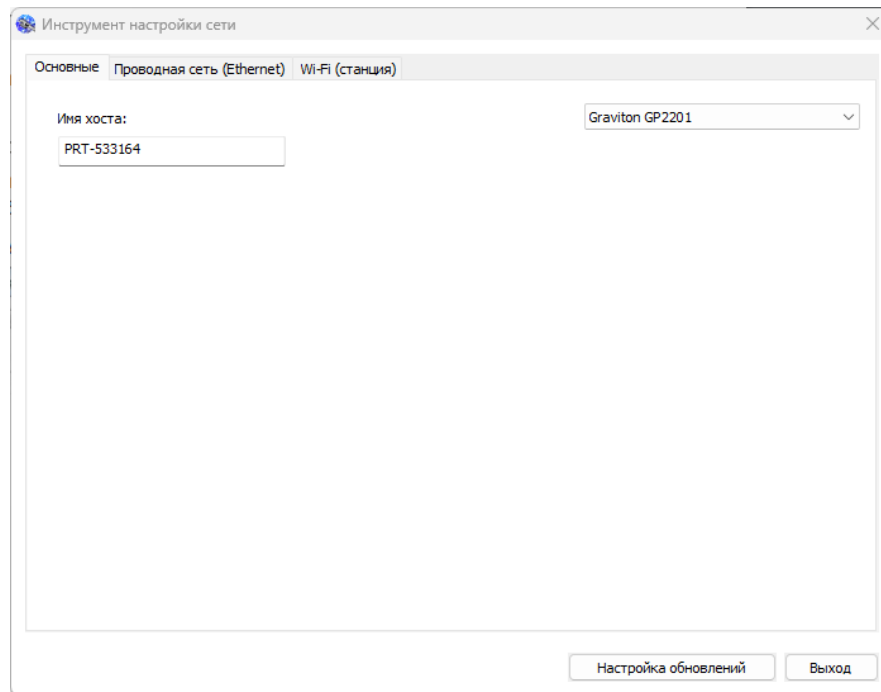 Инструмент настройки сети
Основные Проводная сеть (Ethernet) Wi-Fi (станция)
Имя хоста:
Graviton GP2201
PRT-533164
Настройка обновлений Выход